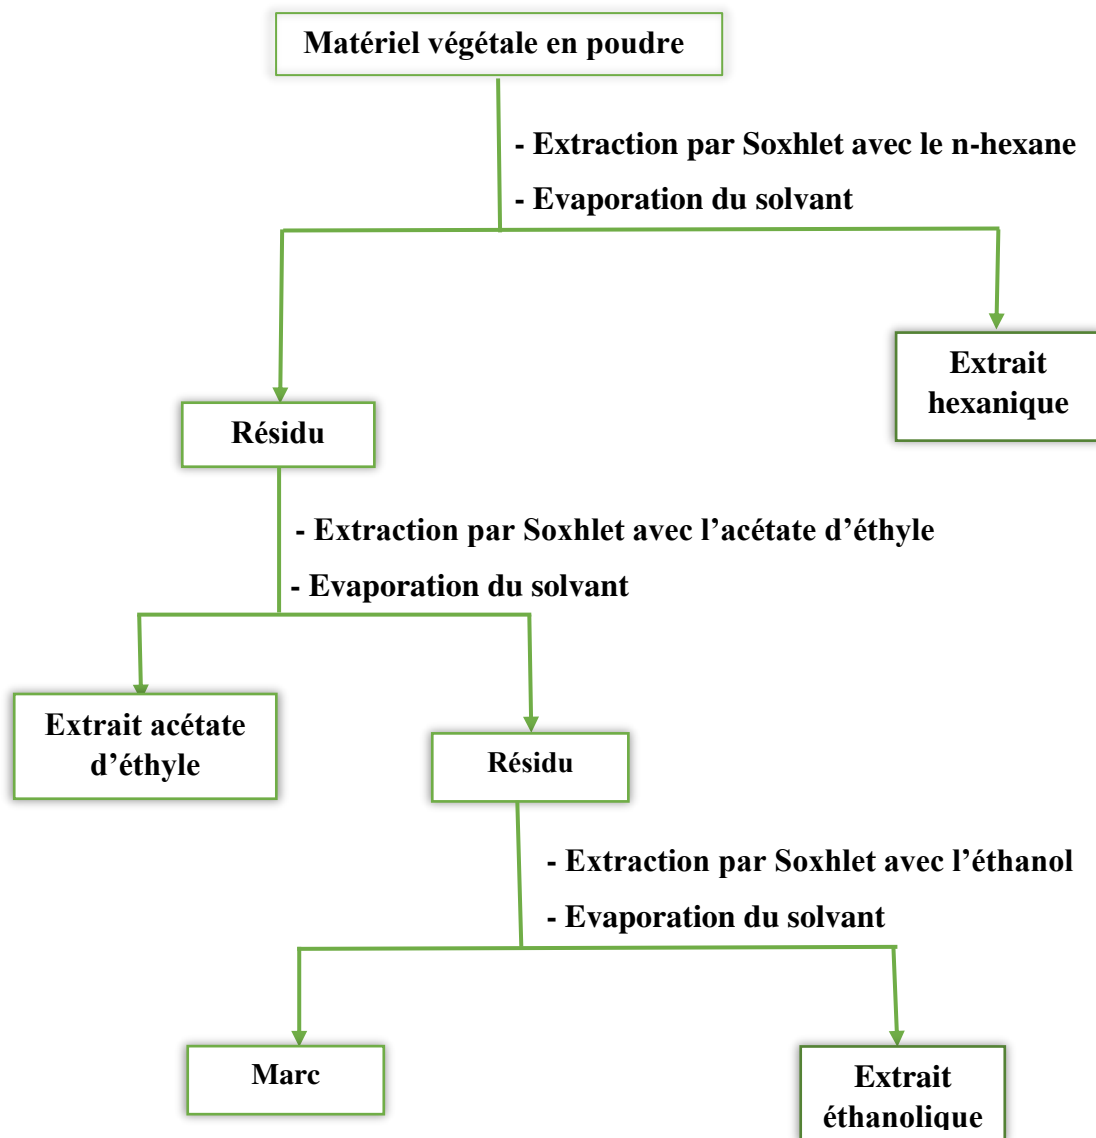 Matériel végétale en poudre
- Extraction par Soxhlet avec le n-hexane
- Evaporation du solvant
Extrait
hexanique
Résidu
- Extraction par Soxhlet avec l’acétate d’éthyle
- Evaporation du solvant
Extrait acétate
d’éthyle
Résidu
- Extraction par Soxhlet avec l’éthanol
- Evaporation du solvant
Marc
Extrait
éthanolique